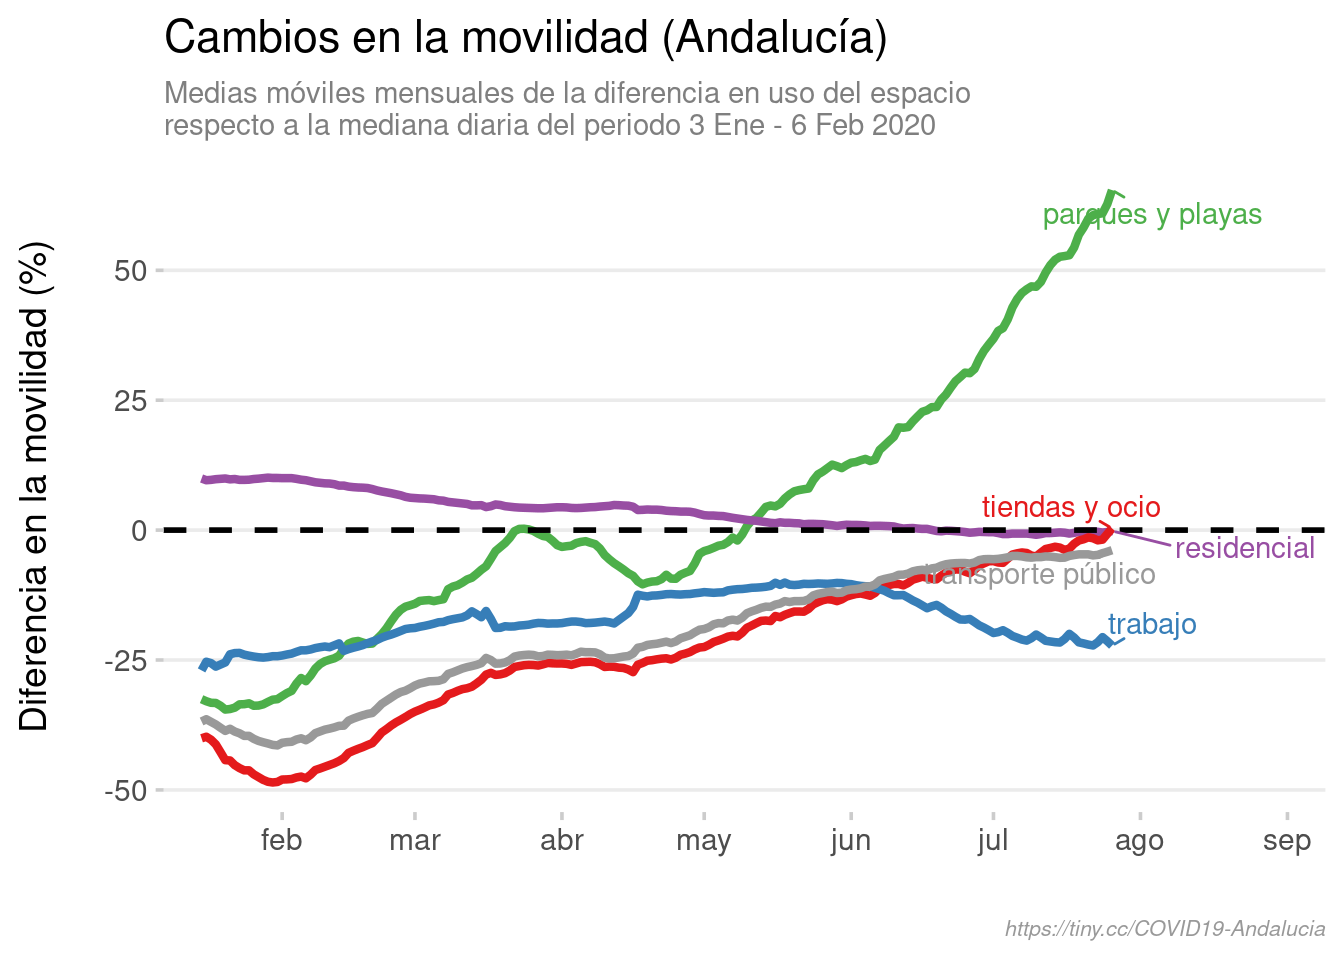 Cambios en la movilidad (Andalucía)
Medias móviles mensuales de la diferencia en uso del espacio
respecto a la mediana diaria del periodo 3 Ene - 6 Feb 2020
Diferencia en la movilidad (%)
50
25
0
-25
-50
parques y playas
tiendas y ocio
residencial
transporte público
trabajo
feb
mar
abr
may
jun
jul
ago
sep
https://tiny.cc/COVID19-Andalucia